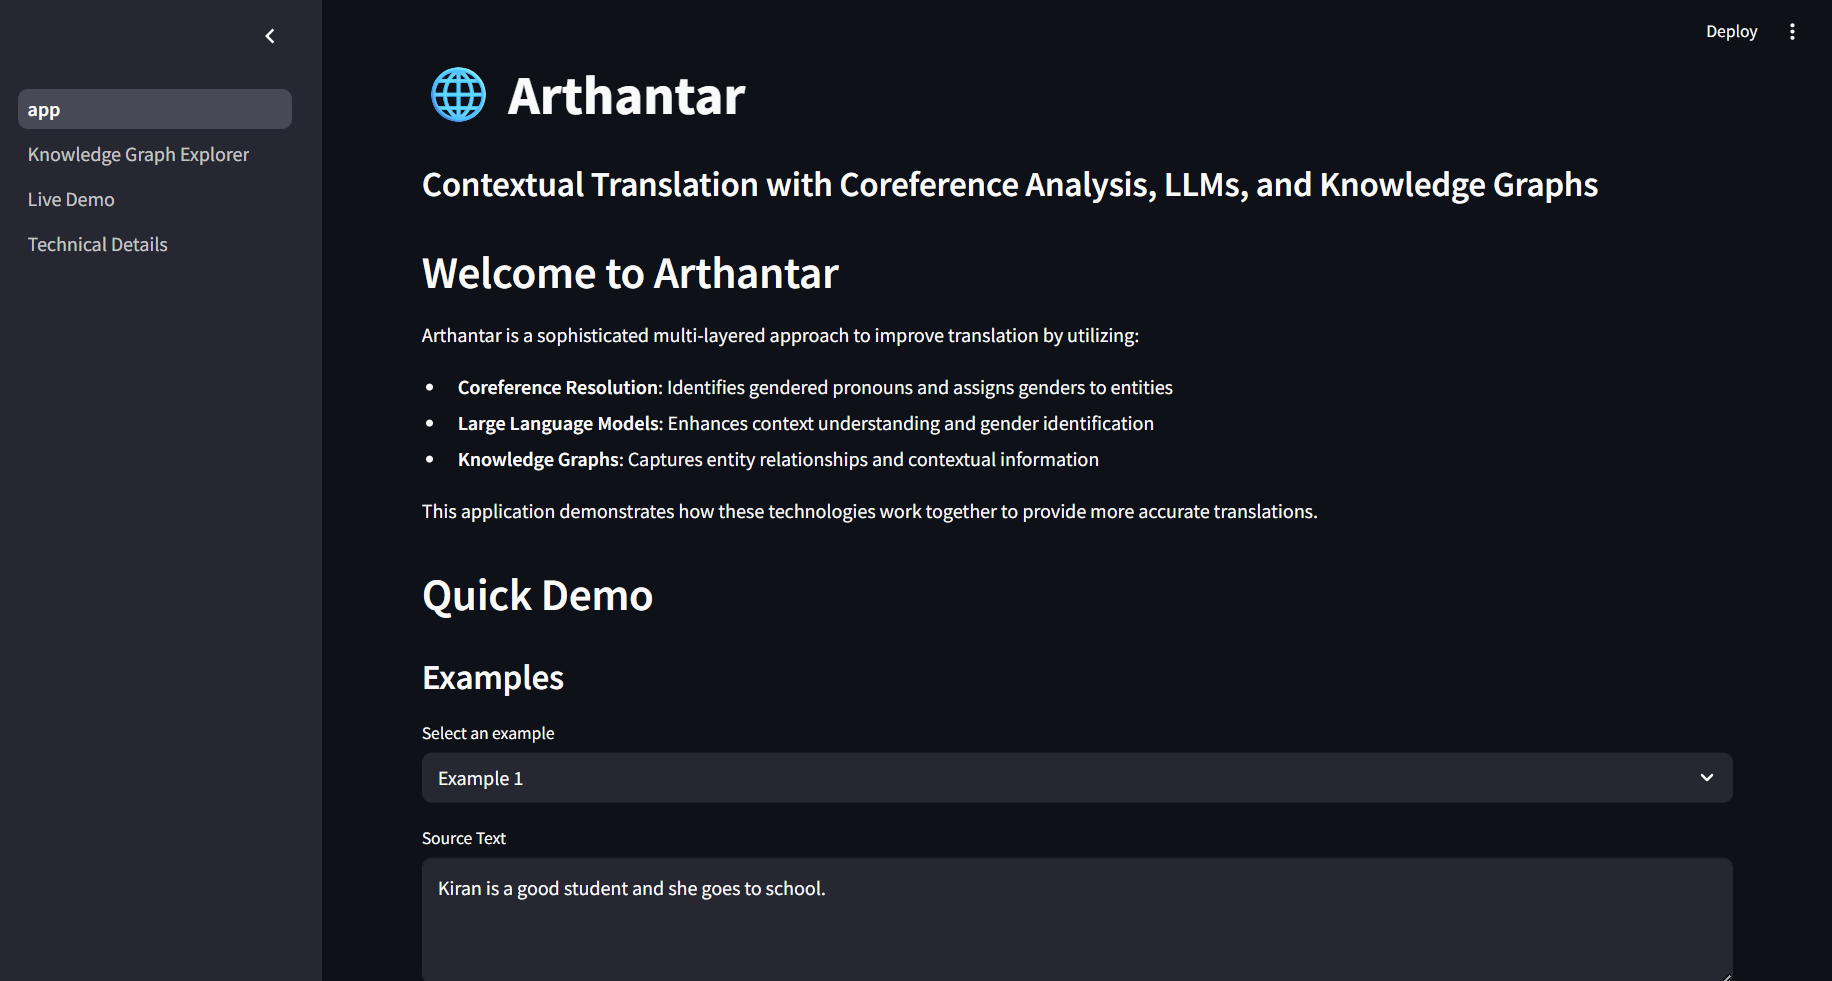 Deploy
app
Knowledge Graph Explorer
Live Demo
Technical Details
Arthantar
Contextual Translation with Coreference Analysis, LLMs, and Knowledge Graphs
Welcome to Arthantar
Arthantar is a sophisticated multi-layered approach to improve translation by utilizing:
• Coreference Resolution: Identifies gendered pronouns and assigns genders to entities
• Large Language Models: Enhances context understanding and gender identification
• Knowledge Graphs: Captures entity relationships and contextual information
This application demonstrates how these technologies work together to provide more accurate translations.
Quick Demo
Examples
Select an example
Example 1
Source Text
Kiran is a good student and she goes to school.